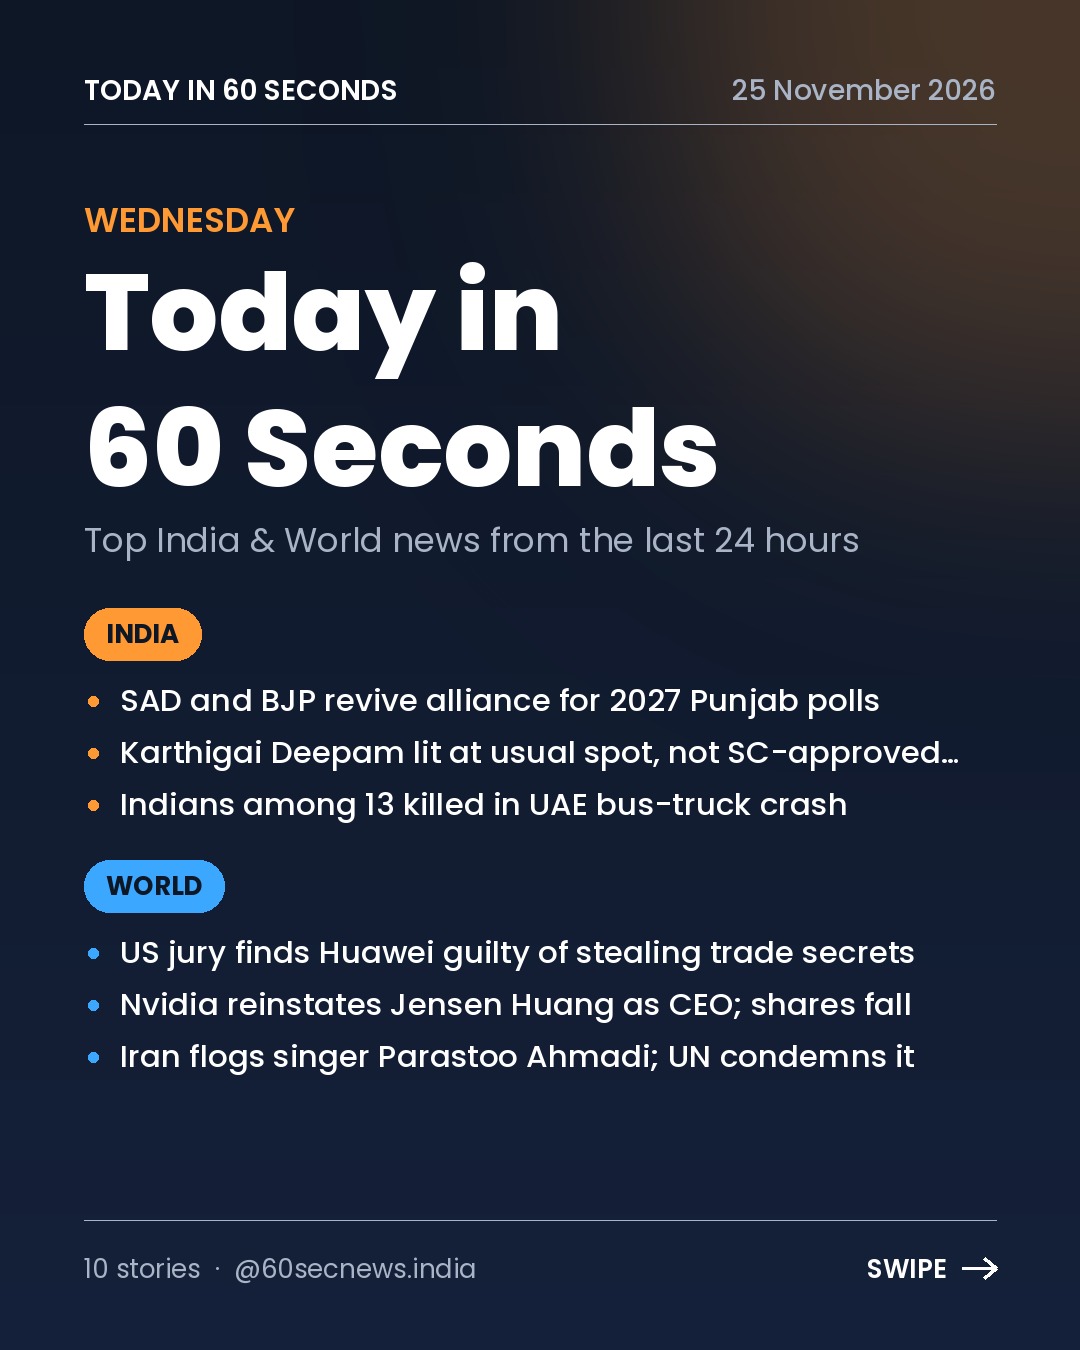 TODAY IN 60 SECONDS
25 November 2026
WEDNESDAY
Today in
60 Seconds
Top India & World news from the last 24 hours
INDIA
• SAD and BJP revive alliance for 2027 Punjab polls
• Karthigai Deepam lit at usual spot, not SC-approved...
• Indians among 13 killed in UAE bus-truck crash
WORLD
• US jury finds Huawei guilty of stealing trade secrets
• Nvidia reinstates Jensen Huang as CEO; shares fall
• Iran flogs singer Parastoo Ahmadi; UN condemns it
10 stories · @60secnews.india
SWIPE →